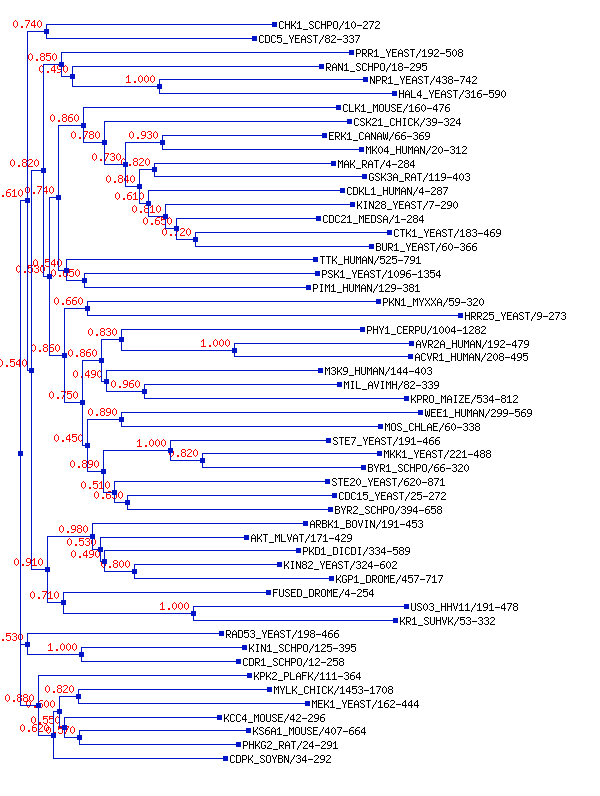 0.740
CHK1_SCHPO/10-272
CDC5_YEAST/82-337
0.850
PRR1_YEAST/192-508
0.490
RAN1_SCHPO/18-295
1.000
NPR1_YEAST/438-742
HAL4_YEAST/316-590
0.860
CLK1_MOUSE/160-476
0.780
CSK21_CHICK/39-324
0.930
ERK1_CANAW/66-369
MK04_HUMAN/20-312
0.730
0.820
MAK_RAT/4-284
0.820
0.840
GSK3A_RAT/119-403
.610
0.740
0.610
CDKL1_HUMAN/4-287
0.810
KIN28_YEAST/7-290
CDC21_MEDSA/1-284
CTK1_YEAST/183-469
BUR1_YEAST/60-366
0.530
0.540
TTK_HUMAN/525-791
PSK1_YEAST/1096-1354
PIM1_HUMAN/129-381
0.660
PKN1_MYXXA/59-320
HRR25_YEAST/9-273
0.830
PHY1_CERPU/1004-1282
1.000
AVR2A_HUMAN/192-479
0.860
ACVR1_HUMAN/208-495
.540
0.490
M3K9_HUMAN/144-403
0.960
MIL_AVIMH/82-339
0.750
KPRO_MAIZE/534-812
0.890
WEE1_HUMAN/299-569
MOS_CHLAE/60-338
0.450
1.000
STE7_YEAST/191-466
0.820
MKK1_YEAST/221-488
0.890
BYR1_SCHPO/66-320
0.510
STE20_YEAST/620-871
CDC15_YEAST/25-272
BYR2_SCHPO/394-658
0.980
ARBK1_BOVIN/191-453
0.530
AKT_MLVAT/171-429
0.490
PKD1_DICDI/334-589
0.910
0.800
KIN82_YEAST/324-602
KGP1_DROME/457-717
0.710
FUSED_DROME/4-254
1.000
US03_HHV11/191-478
KR1_SUHVK/53-332
.530
RAD53_YEAST/198-466
1.000
KIN1_SCHPO/125-395
CDR1_SCHPO/12-258
KPK2_PLAFK/111-364
0.880
0.820
MYLK_CHICK/1453-1708
MEK1_YEAST/162-444
KCC4_MOUSE/42-296
KS6A1_MOUSE/407-664
PHKG2_RAT/24-291
CDPK_SOYBN/34-292